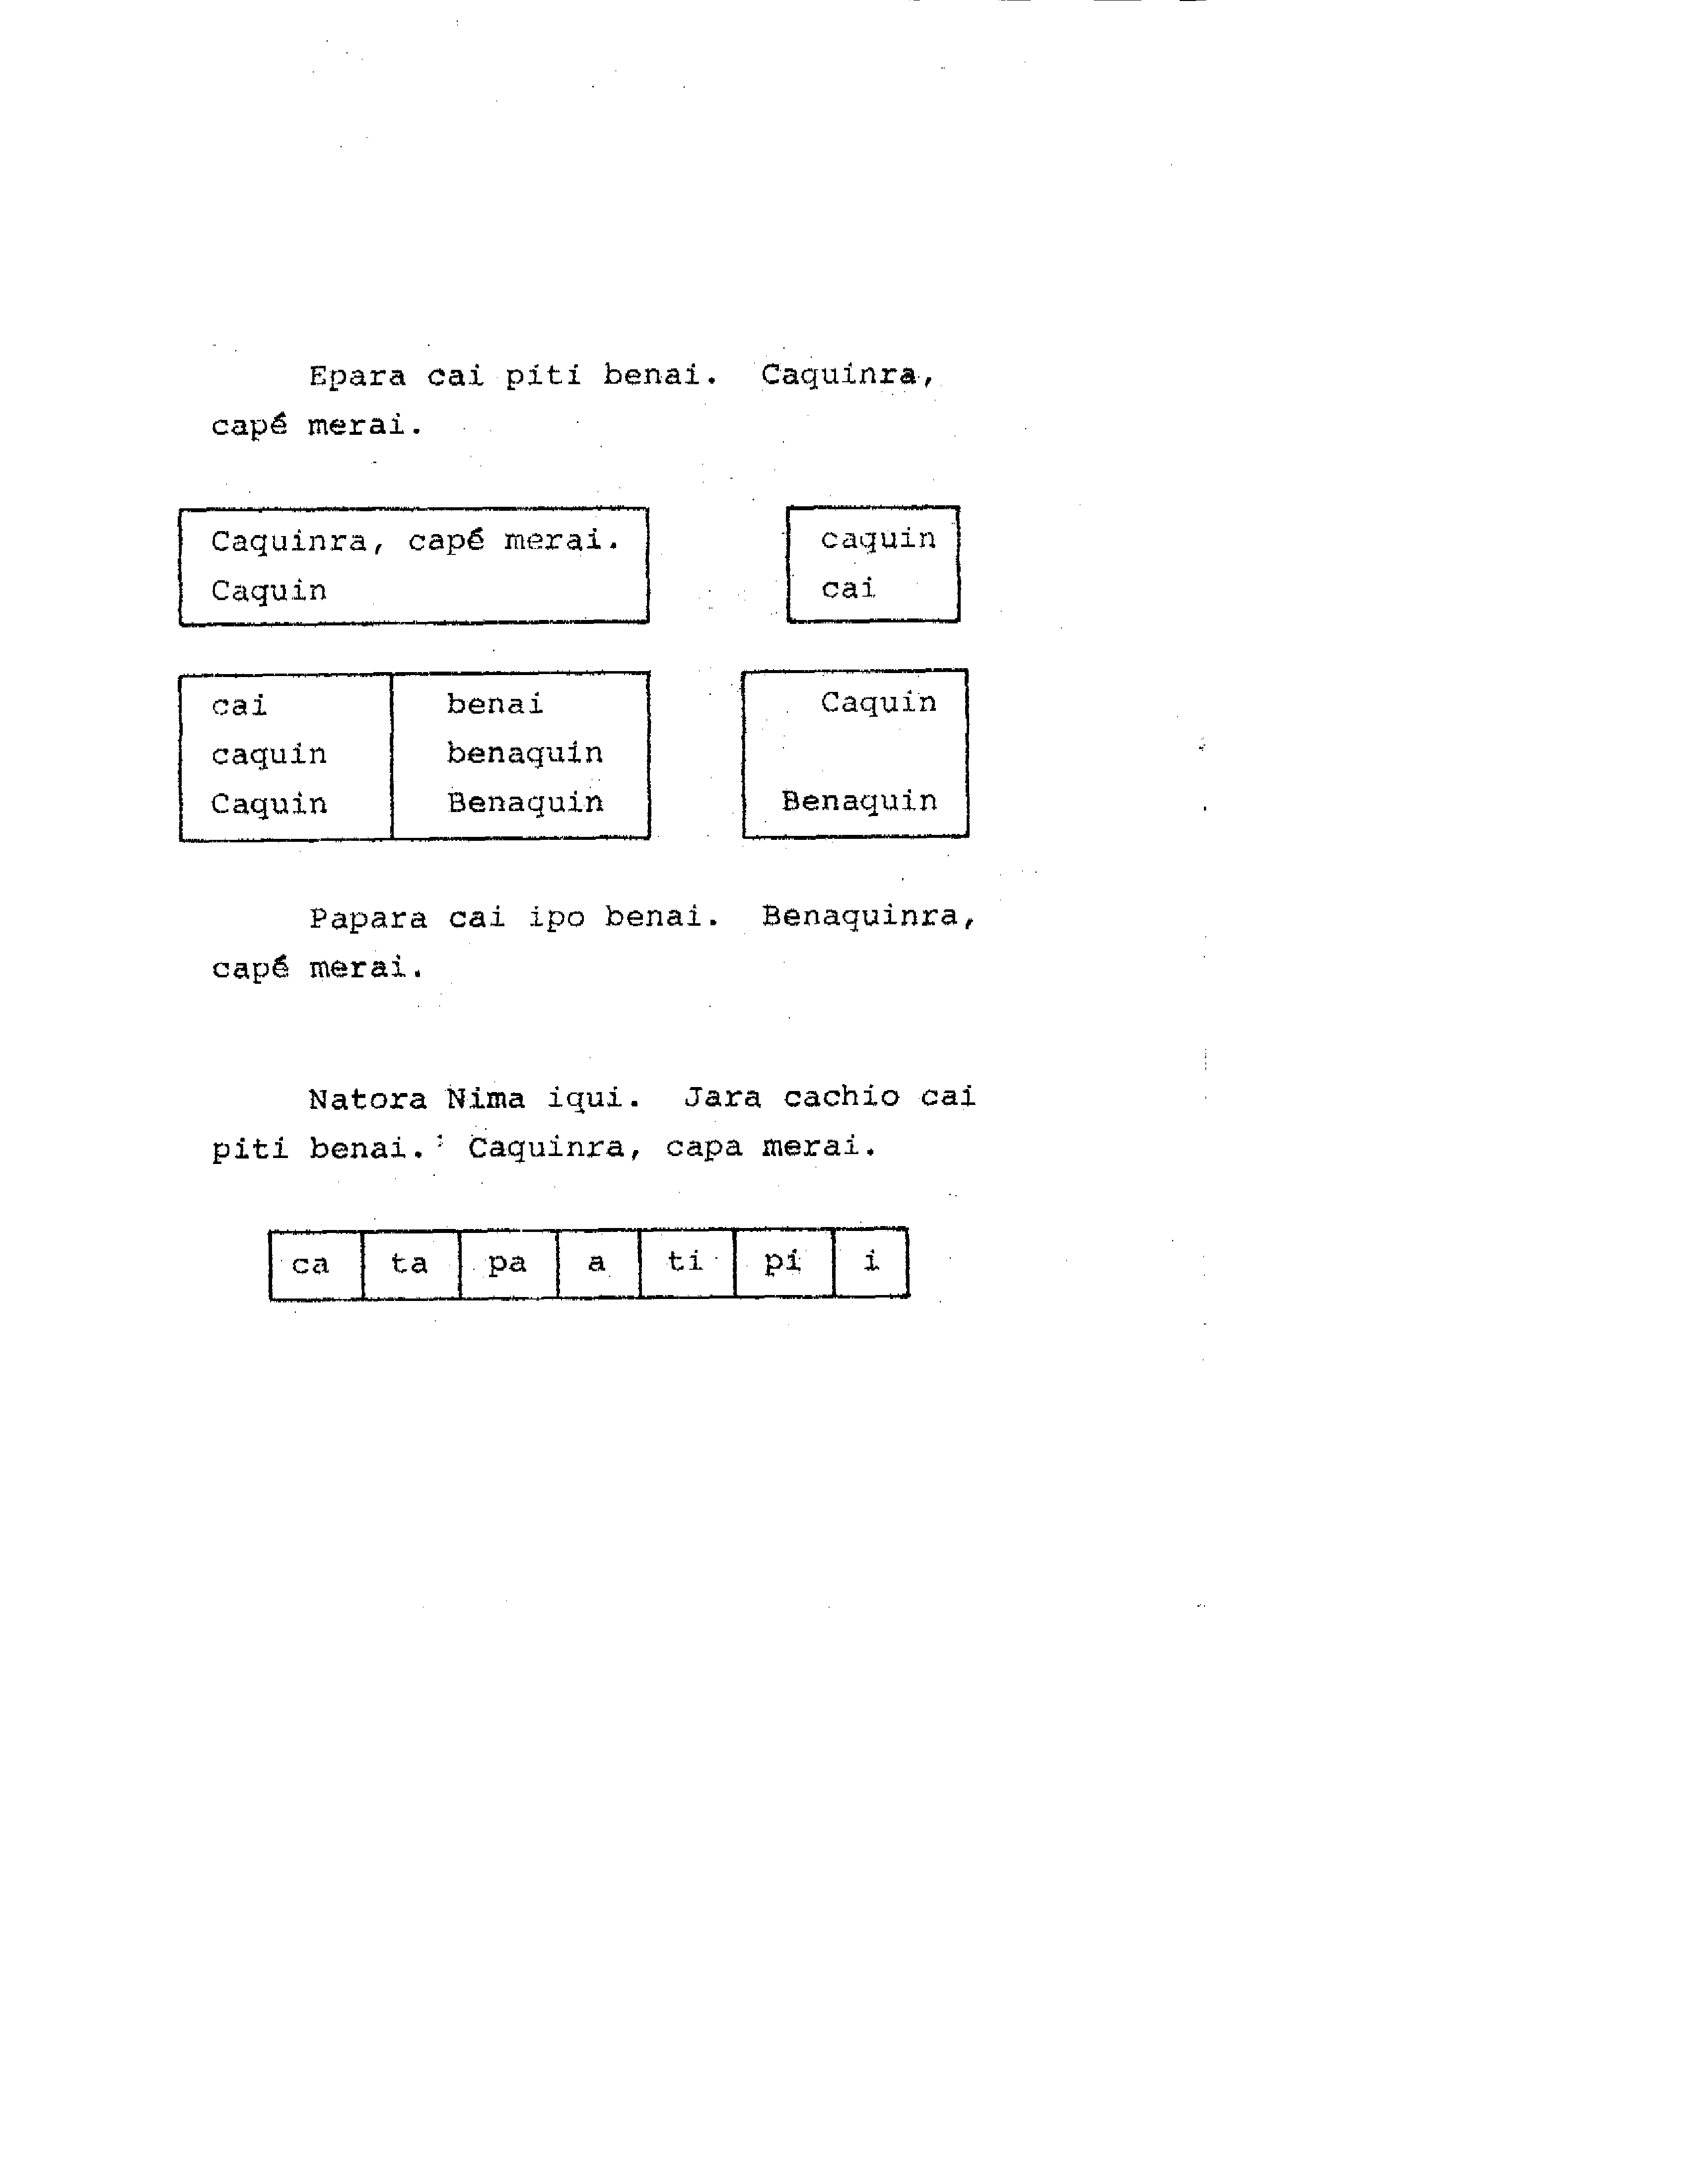 Epara cai piti benai. Caquinra,
capé merai.
Caquinra, capé merai.
Caquin
caquin
cai
cai benai
caquin benaquin
Caquin Benaquin
Caquin
Benaquin
Papara cai ipo benai. Benaquinra,
capé merai.
Natora Nima iqui. Jara cachio cai
piti benai. Caquinra, capa merai.
ca ta pa a ti pi i